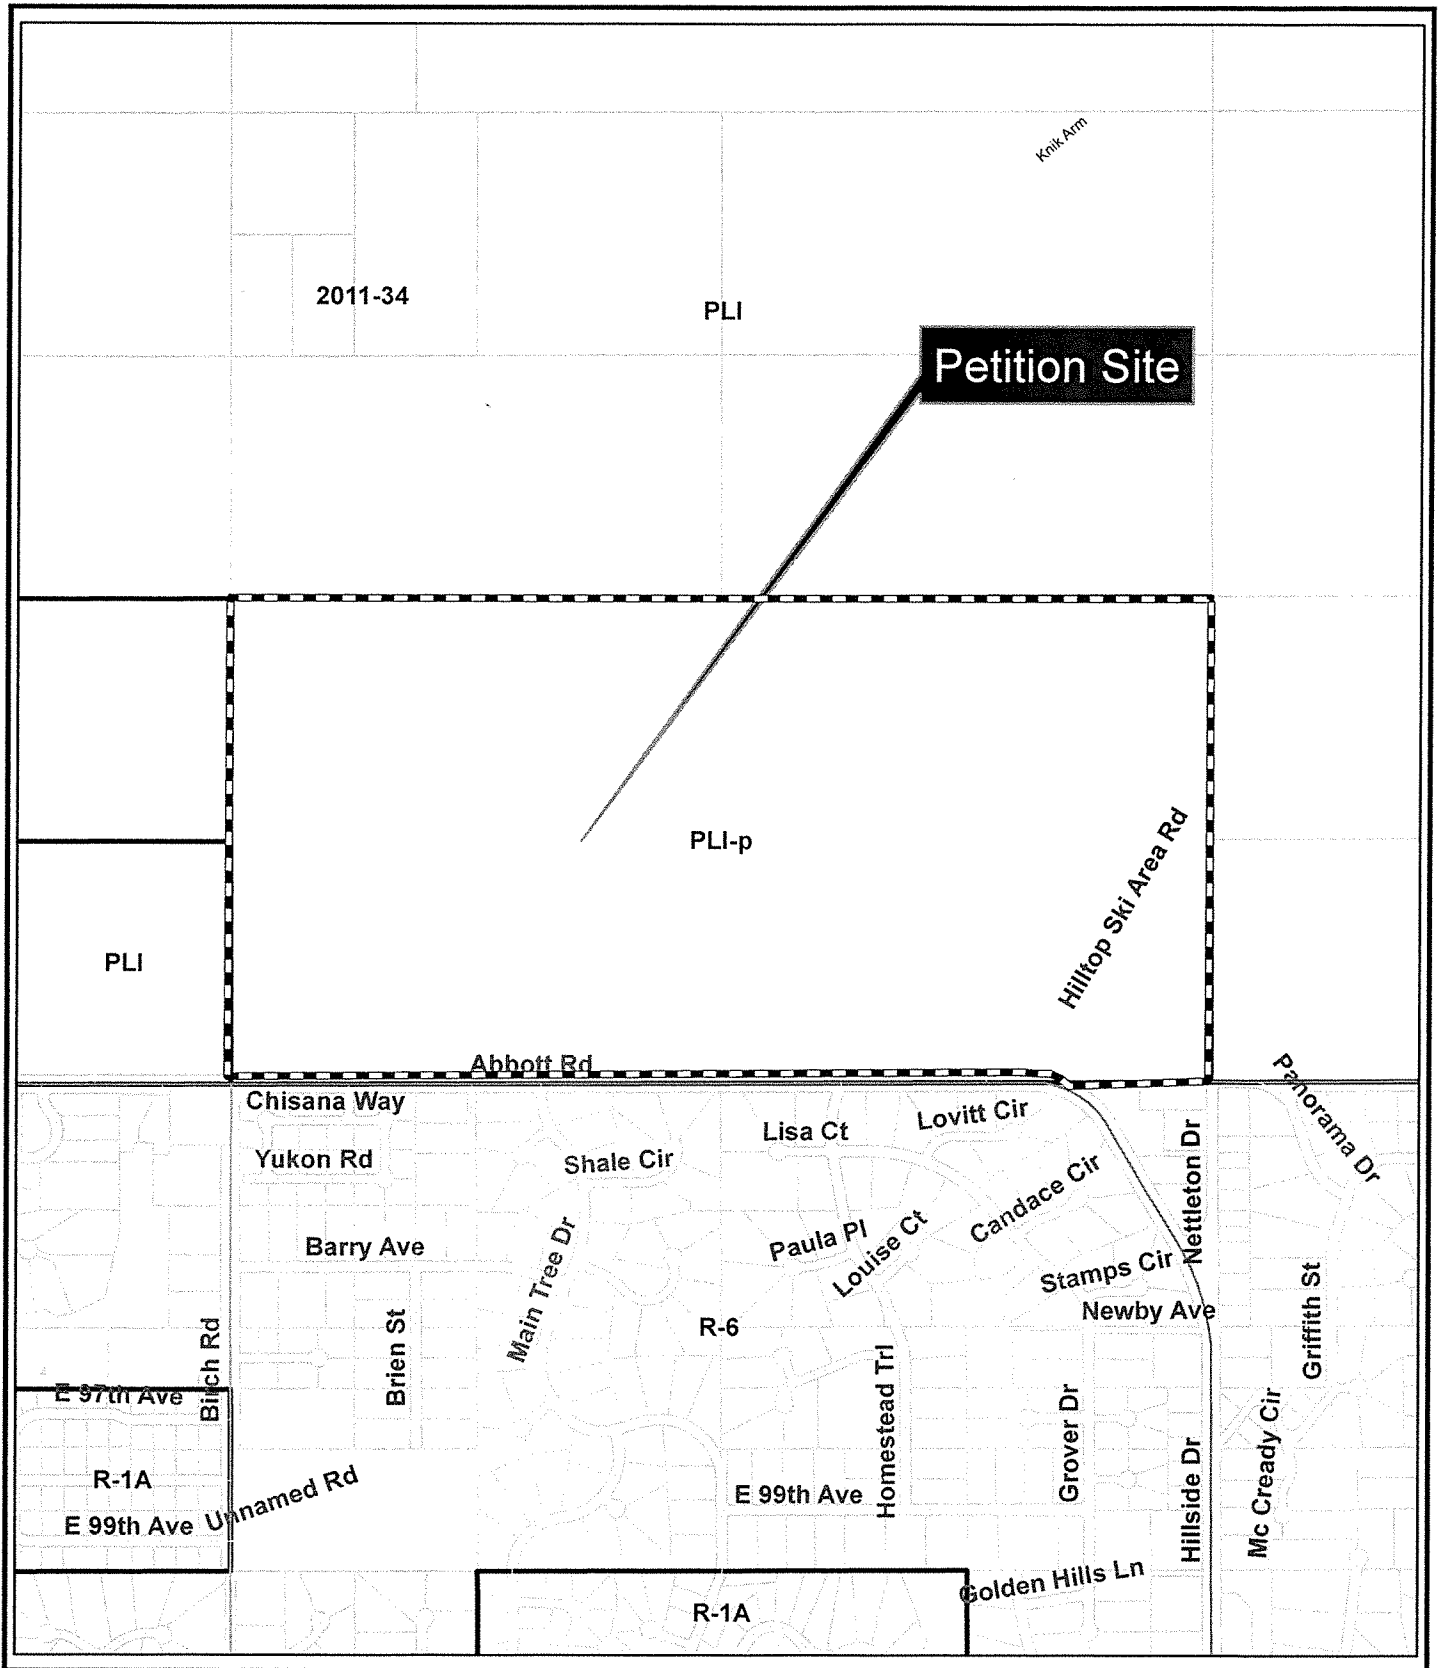 Knik Arm
2011-34
PLI
Petition Site
PLI-p
Hilltop Ski Area Rd
PLI
Abbott Rd
Chisana Way
Panorama Dr
Lisa Ct
Lovitt Cir
Yukon Rd
Shale Cir
Candace Cir
Nettleton Dr
Barry Ave
Main Tree Dr
Paula Pl
Louise Ct
Stamps Cir
Newby Ave
R-6
Griffith St
Birch Rd
Brien St
E 97th Ave
Homestead Trl
Grover Dr
Mc Cready Cir
R-1A
E 99th Ave
Hillside Dr
E 99th Ave
Unnamed Rd
Golden Hills Ln
R-1A